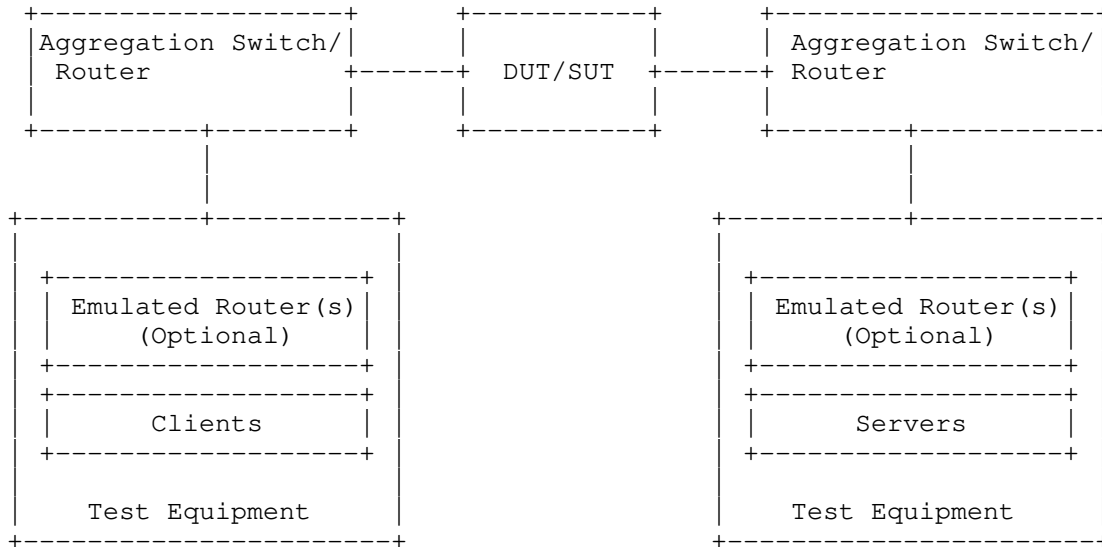 Aggregation Switch/
Router
DUT/SUT
Aggregation Switch/
Router
Emulated Router(s)
(Optional)
Clients
Test Equipment
Emulated Router(s)
(Optional)
Servers
Test Equipment